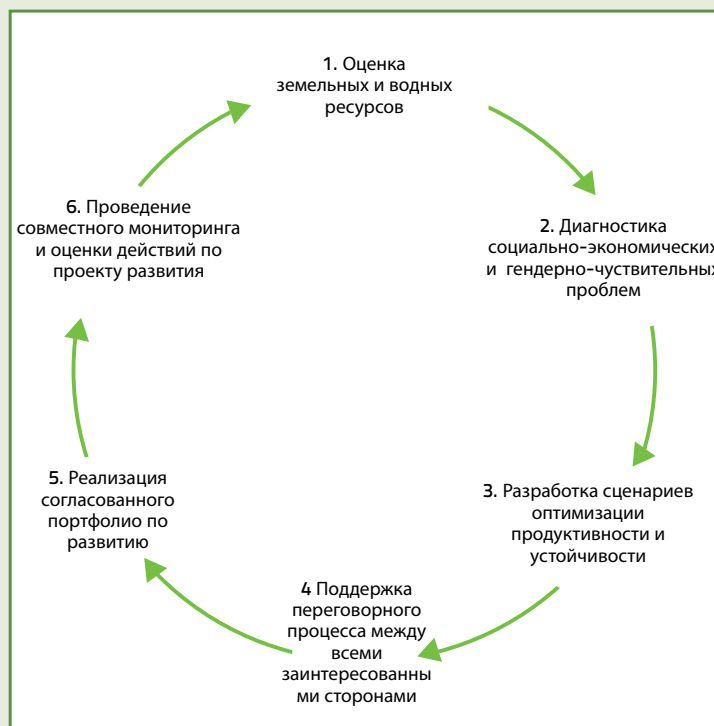 1. Оценка
земельных и водных
ресурсов
2. Диагностика
социально-экономических
и гендерно-чуствительных
проблем
3. Разработка сценариев
оптимизации
продуктивности и
устойчивости
4 Поддержка
переговорного
процесса между
всеми
заинтересованны
ми сторонами
5. Реализация
согласованного
портфолио по
развитию
6. Проведение
совместного мониторинга
и оценки действий по
проекту развития